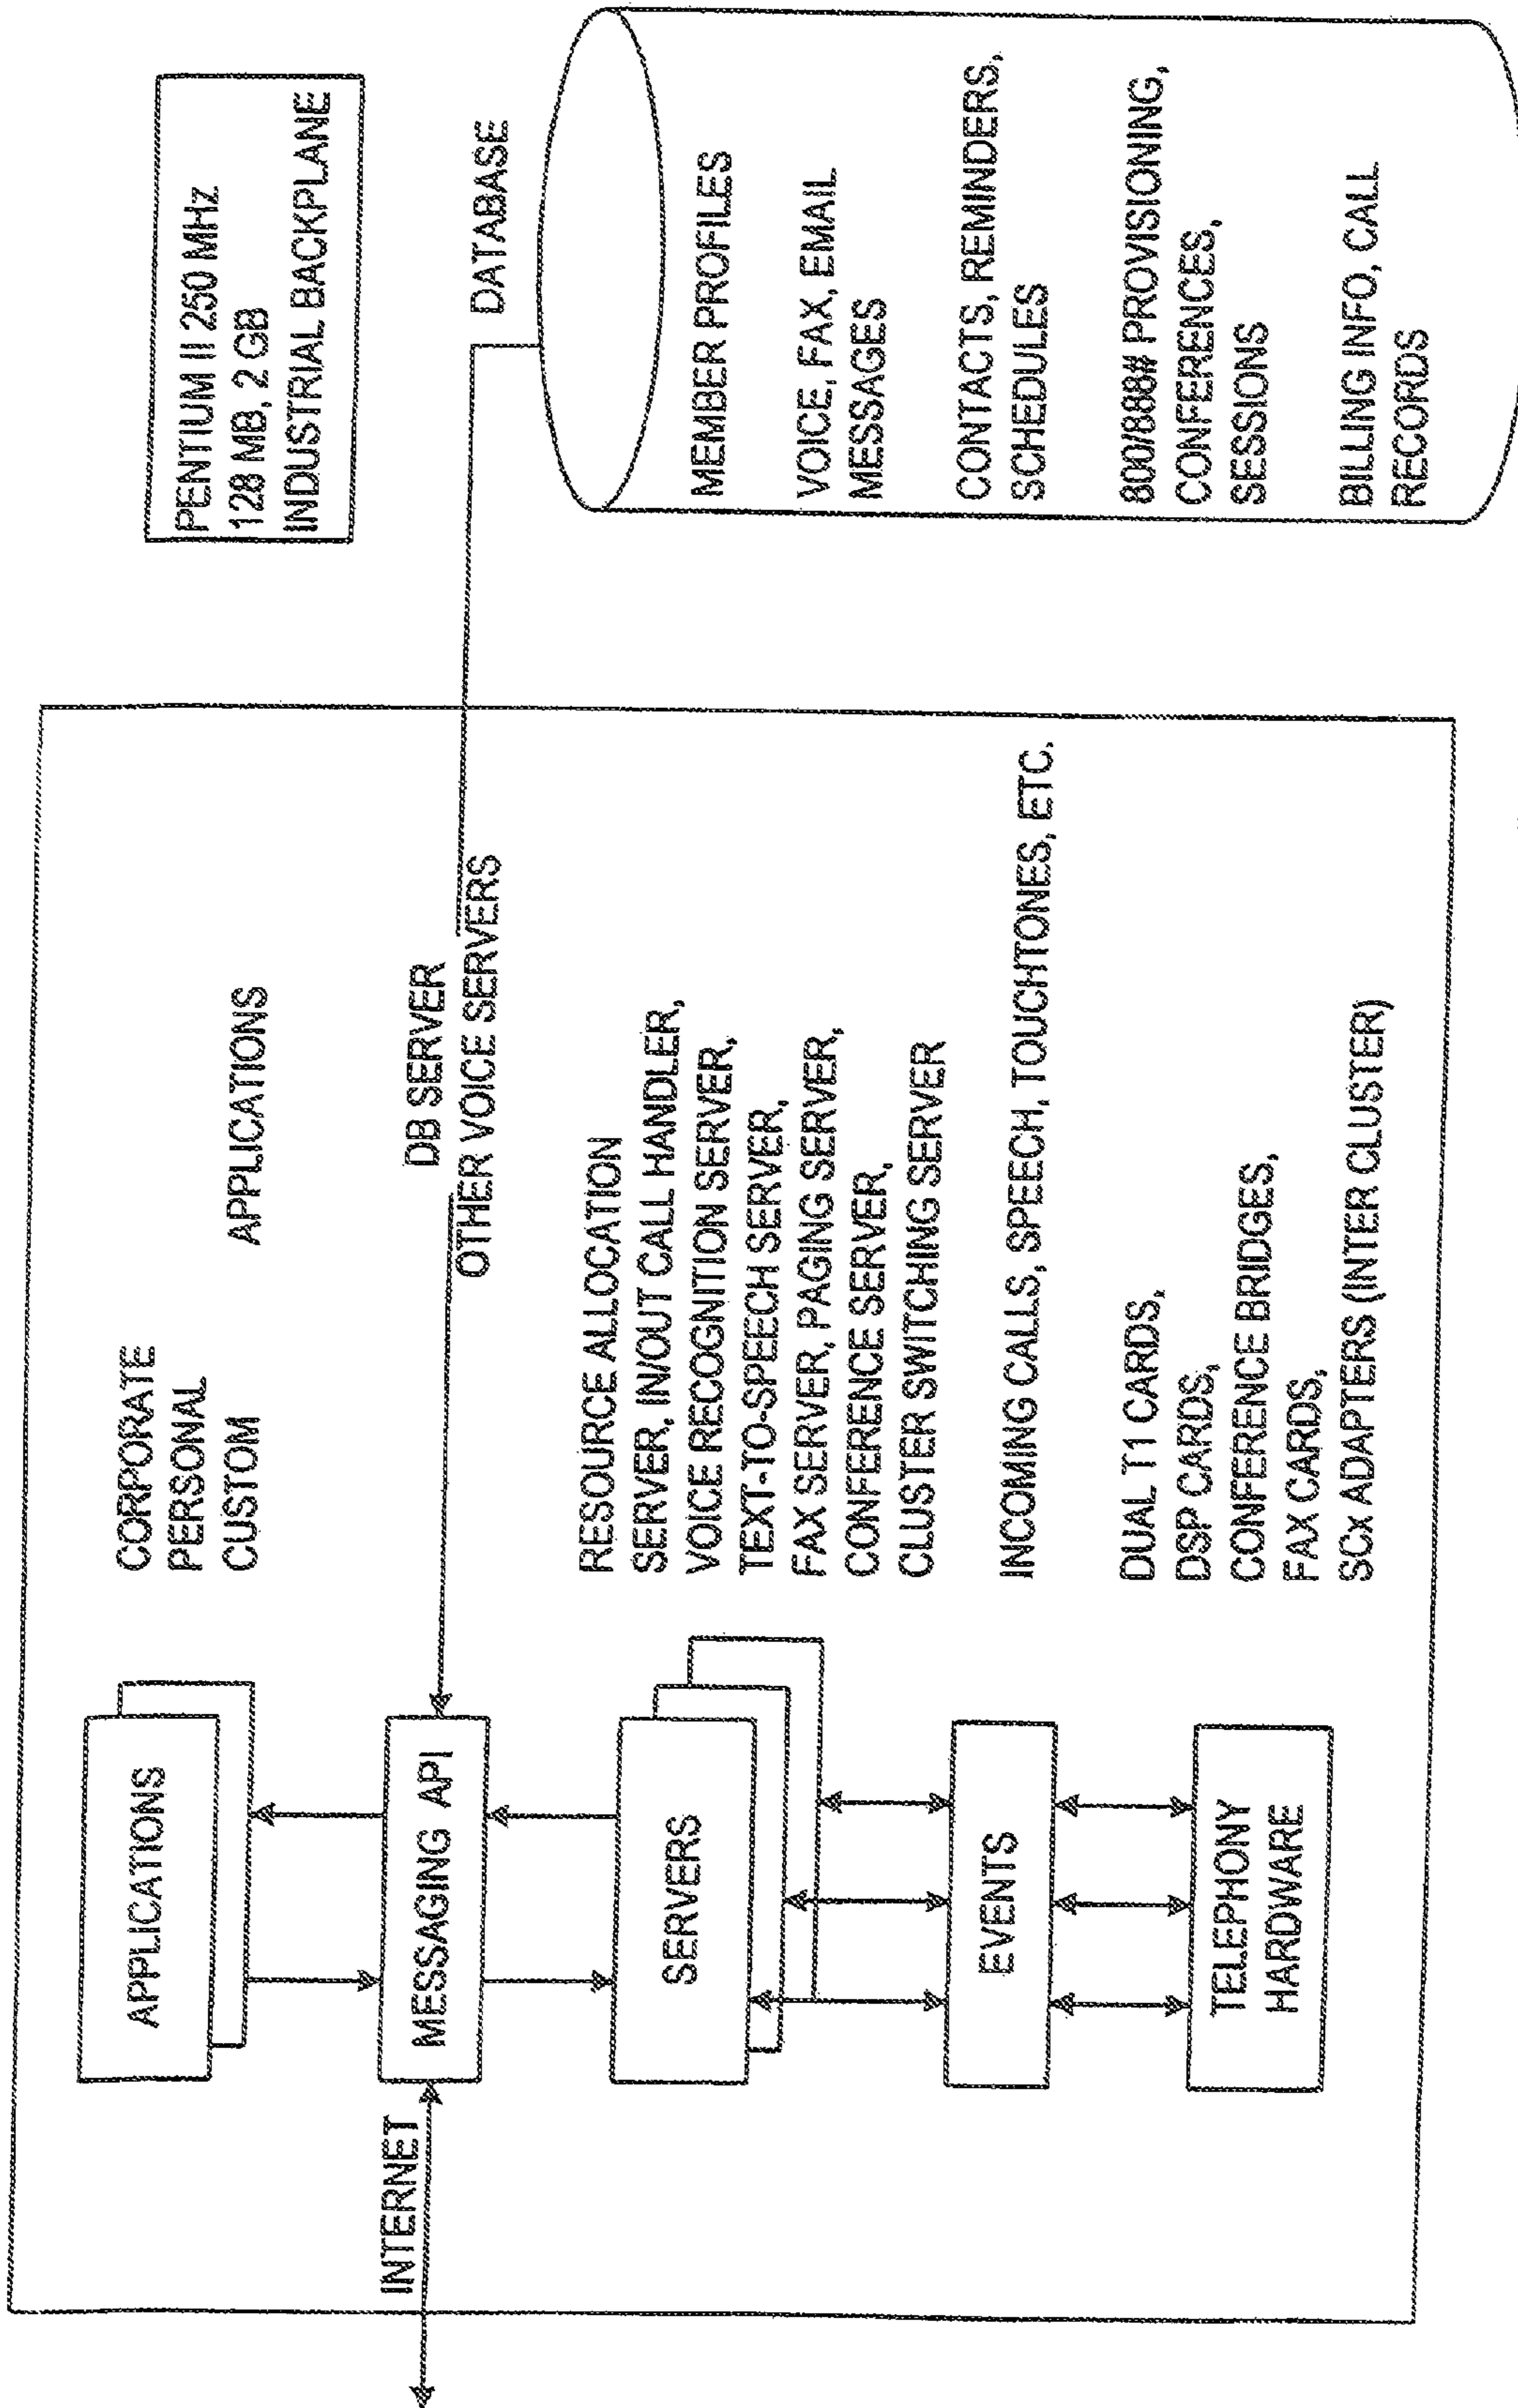 PENTIUM II 250 MHz
128 MB, 2 GB
INDUSTRIAL BACKPLANE
CORPORATE
PERSONAL
CUSTOM
APPLICATIONS
APPLICATIONS
INTERNET
MESSAGING API
DB SERVER
OTHER VOICE SERVERS
DATABASE
SERVERS
RESOURCE ALLOCATION
SERVER, IN/OUT CALL HANDLER,
VOICE RECOGNITION SERVER,
TEXT-TO-SPEECH SERVER,
FAX SERVER, PAGING SERVER,
CONFERENCE SERVER,
CLUSTER SWITCHING SERVER
EVENTS
INCOMING CALLS, SPEECH, TOUCHTONES, ETC.
TELEPHONY
HARDWARE
DUAL T1 CARDS,
DSP CARDS,
CONFERENCE BRIDGES,
FAX CARDS,
SCx ADAPTERS (INTER CLUSTER)
MEMBER PROFILES
VOICE, FAX, EMAIL
MESSAGES
CONTACTS, REMINDERS,
SCHEDULES
800/888# PROVISIONING,
CONFERENCES,
SESSIONS
BILLING INFO, CALL
RECORDS